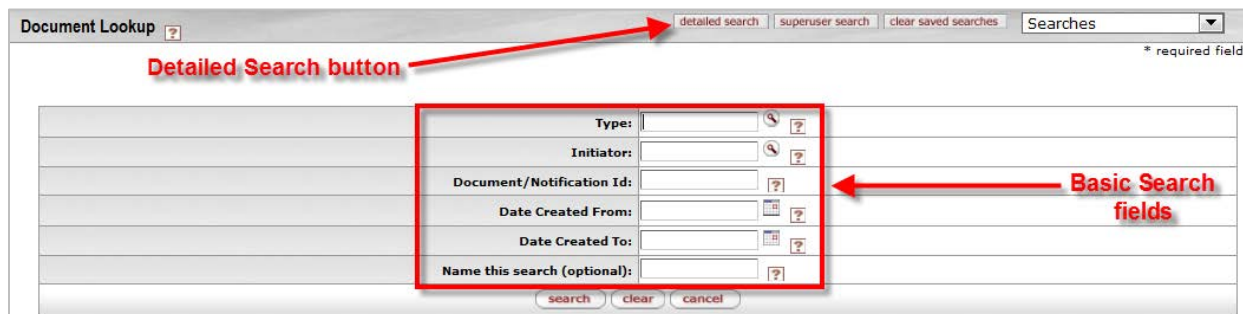 Document Lookup ? detailed search superuser search clear saved searches Searches
* required field
Detailed Search button
Type: ?
Initiator: ?
Document/Notification Id: ?
Basic Search
fields
Date Created From: ?
Date Created To: ?
Name this search (optional): ?
search clear cancel